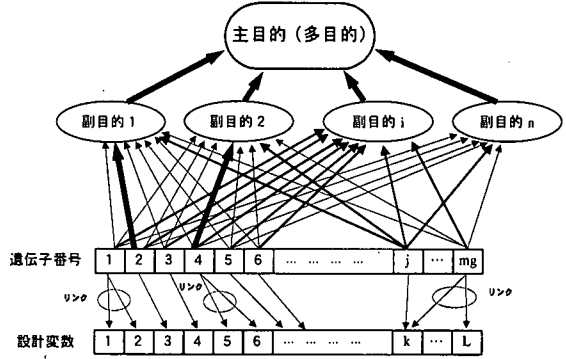 主目的（多目的）
副目的 1
副目的 2
副目的 i
副目的 n
遺伝子番号 1 2 3 4 5 6 … … … … j … mg
リンク リンク リンク
設計変数 1 2 3 4 5 6 … … … … k … L